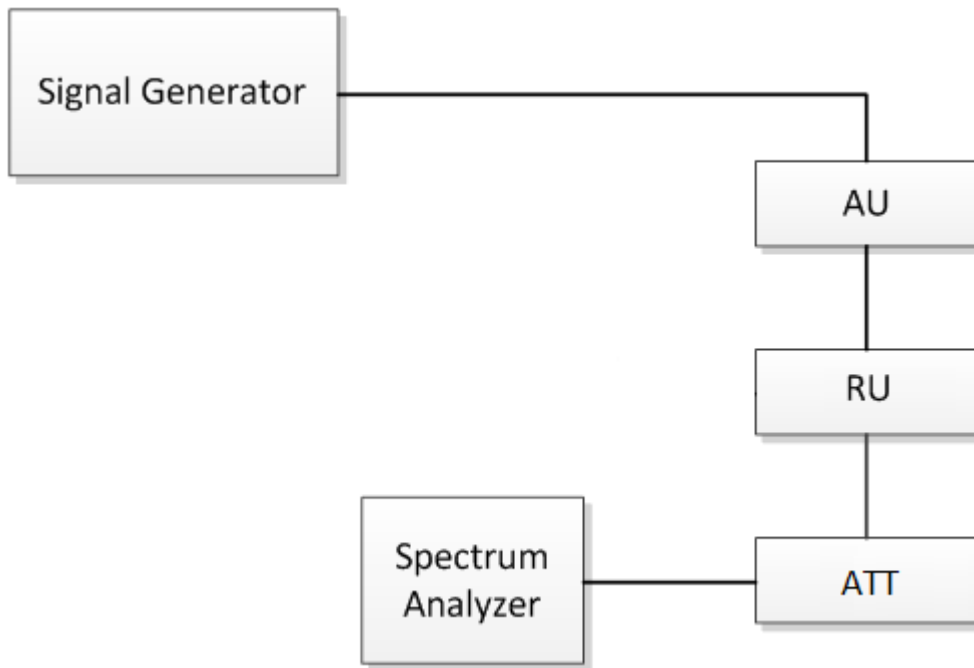 Signal Generator
AU
RU
Spectrum
Analyzer
ATT